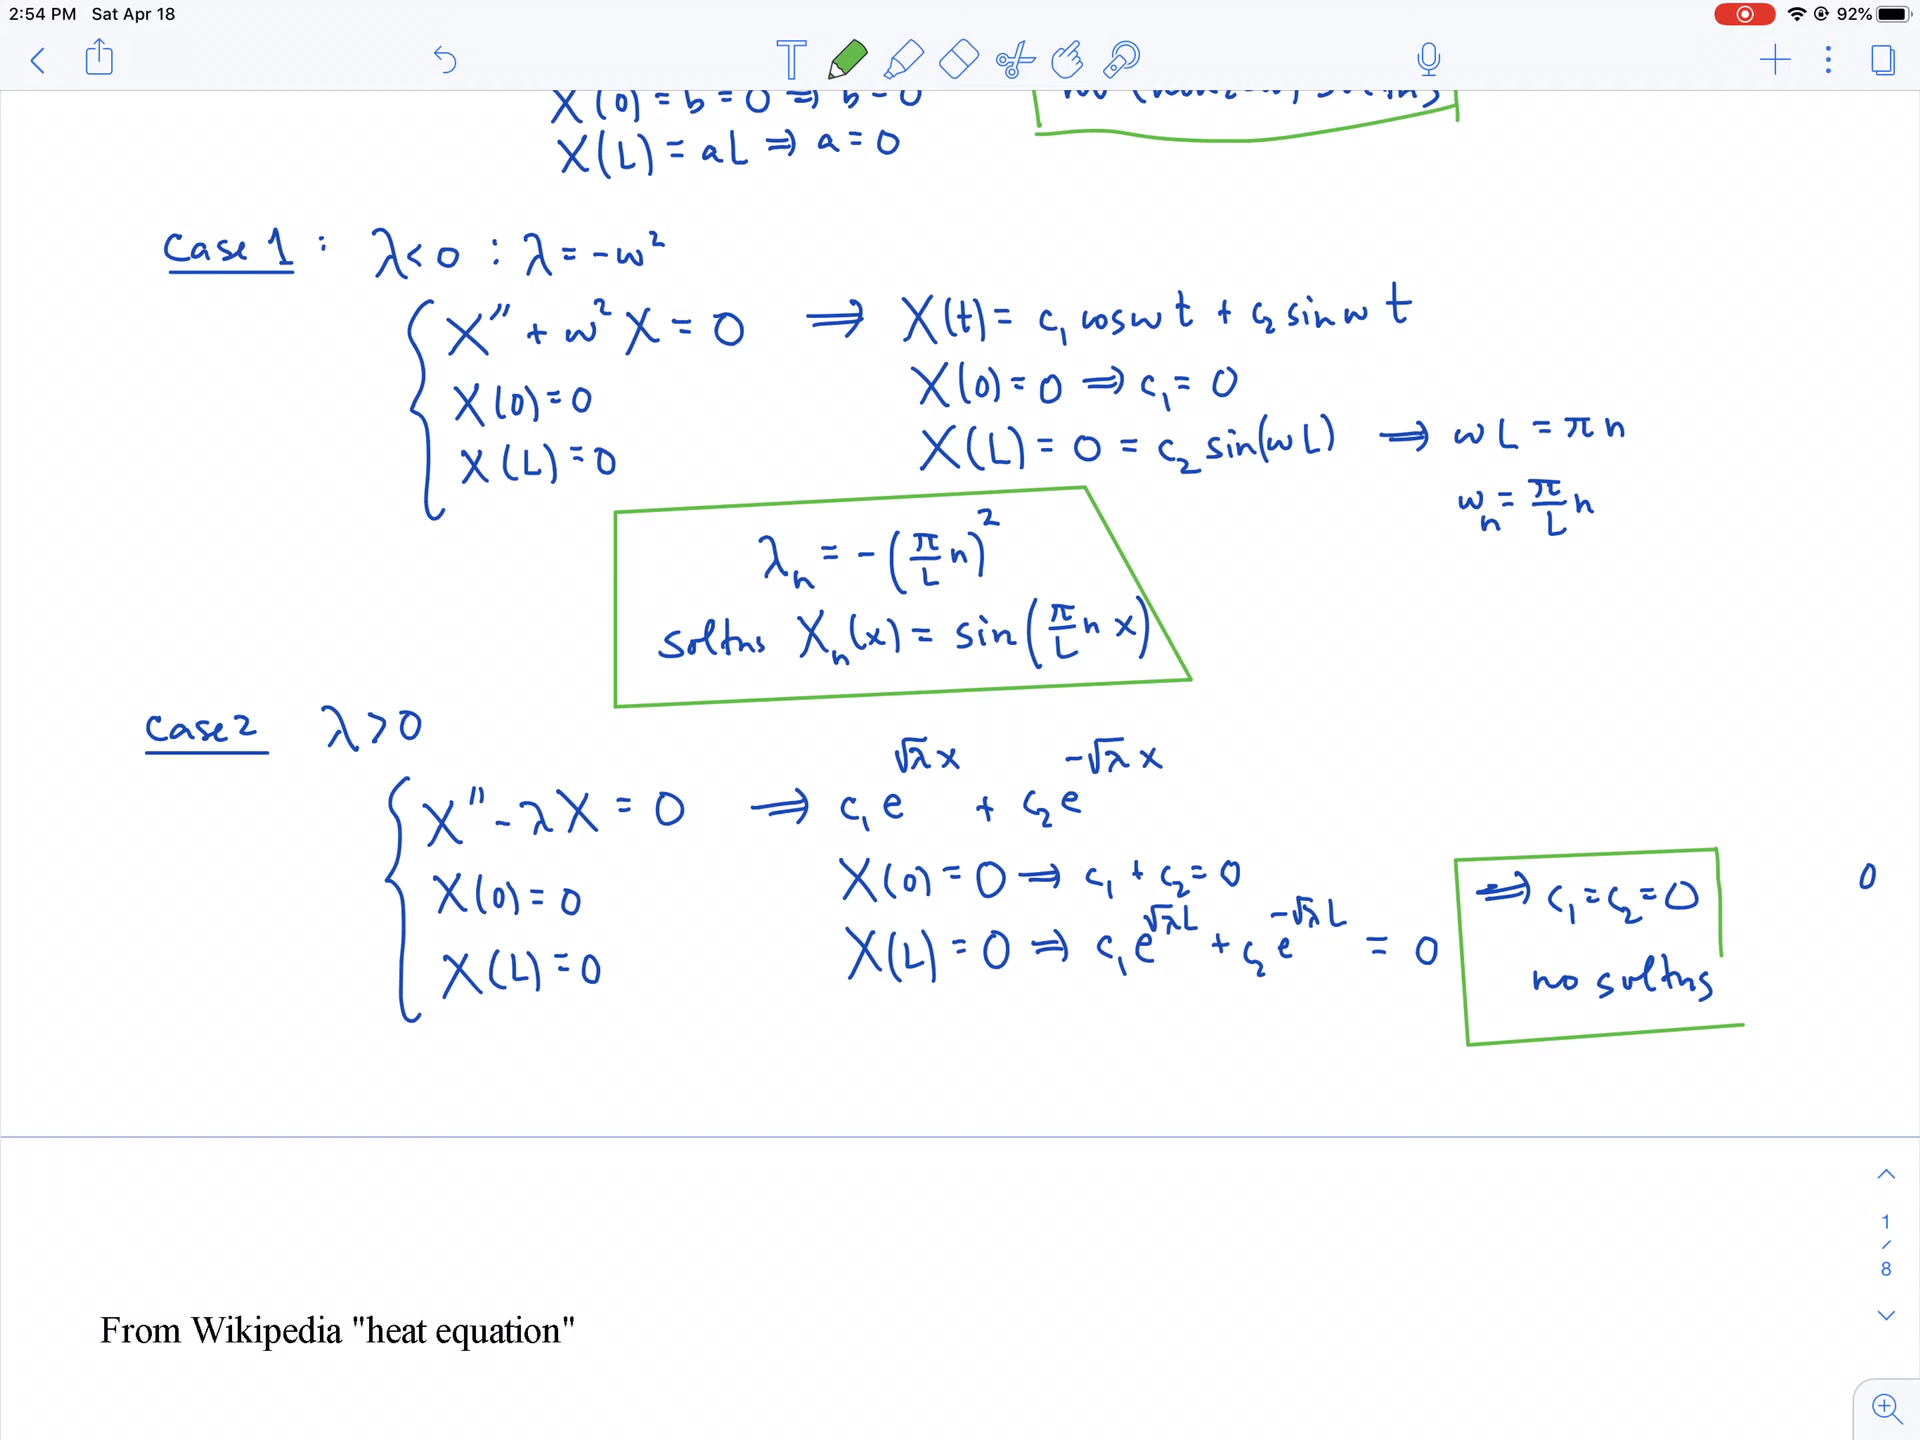 2:54 PM Sat Apr 18 92%
T
X(0) = b = 0 ⇒ b = 0
X(L) = aL ⇒ a = 0
Case 1 : λ<0 : λ = -w²
X″ + w² X = 0 ⟹ X(t) = c₁ cos w t + c₂ sin w t
X(0) = 0 X(0) = 0 ⇒ c₁ = 0
X(L) = 0 X(L) = 0 = c₂ sin(wL) ⟹ wL = πn
wₙ = π/L n
λₙ = -(π/L n)²
soltns Xₙ(x) = sin(π/L n x)
Case 2 λ > 0
X″ - λX = 0 ⟹ c₁ e^{√λ x} + c₂ e^{-√λ x}
X(0) = 0 X(0) = 0 ⟹ c₁ + c₂ = 0 ⟹ c₁ = c₂ = 0 0
X(L) = 0 X(L) = 0 ⇒ c₁ e^{√λ L} + c₂ e^{-√λ L} = 0 no soltns
1
/
8
From Wikipedia "heat equation"